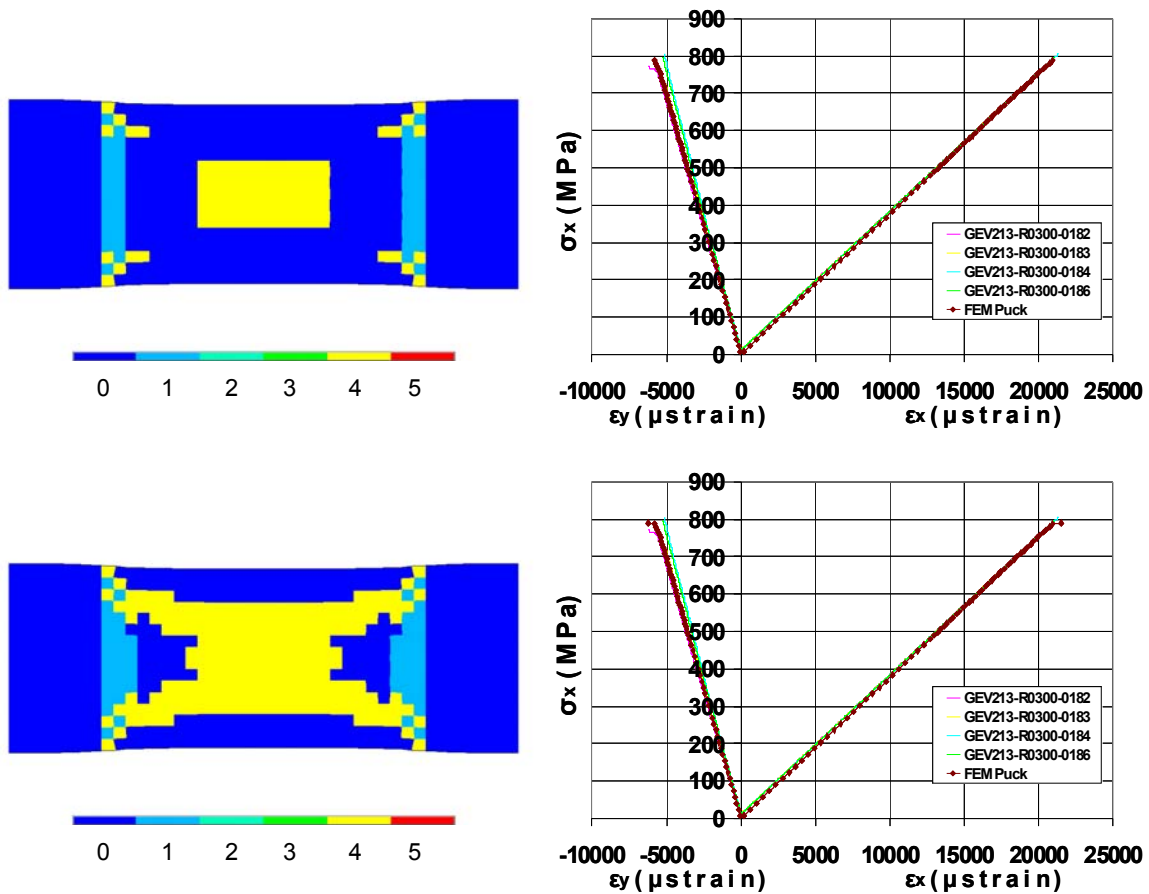 900
800
700
600
500
400
300
200
100
0
σx (MPa)
GEV213-R0300-0182
GEV213-R0300-0183
GEV213-R0300-0184
GEV213-R0300-0186
FEM Puck
-10000 -5000 0 5000 10000 15000 20000 25000
εy (µstrain) εx (µstrain)
0 1 2 3 4 5
900
800
700
600
500
400
300
200
100
0
σx (MPa)
GEV213-R0300-0182
GEV213-R0300-0183
GEV213-R0300-0184
GEV213-R0300-0186
FEM Puck
-10000 -5000 0 5000 10000 15000 20000 25000
εy (µstrain) εx (µstrain)
0 1 2 3 4 5